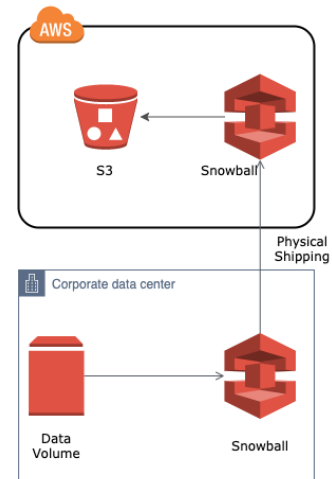 AWS
S3
Snowball
Physical
Shipping
Corporate data center
Data
Volume
Snowball